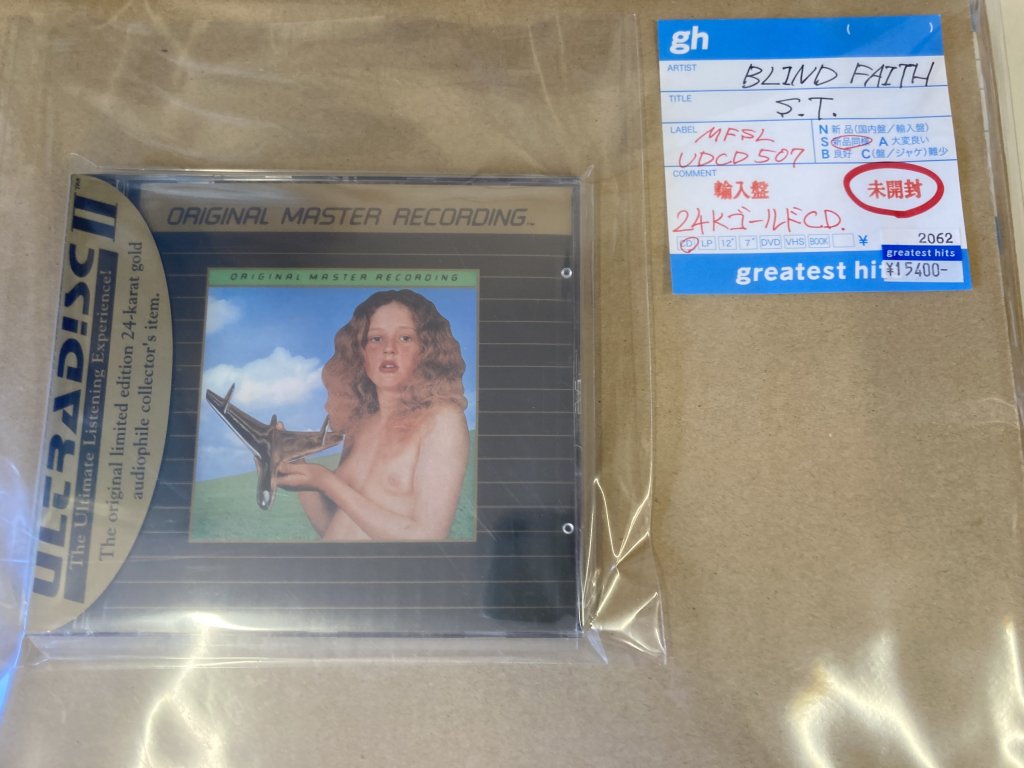 ULTRADISC II™
The Ultimate Listening Experience!
The original limited edition 24-karat gold
audiophile collector's item.
ORIGINAL MASTER RECORDING™
ORIGINAL MASTER RECORDING
gh ( )
ARTIST BLIND FAITH
TITLE S.T.
LABEL MFSL
UDCD 507
N 新品(国内盤/輸入盤)
S 新品同様 A 大変良い
B 良好 C(盤/ジャケ)難少
COMMENT
輸入盤 未開封
24KゴールドCD.
CD LP 12" 7" DVD VHS BOOK ¥
2062
greatest hits
¥15400-
greatest hit